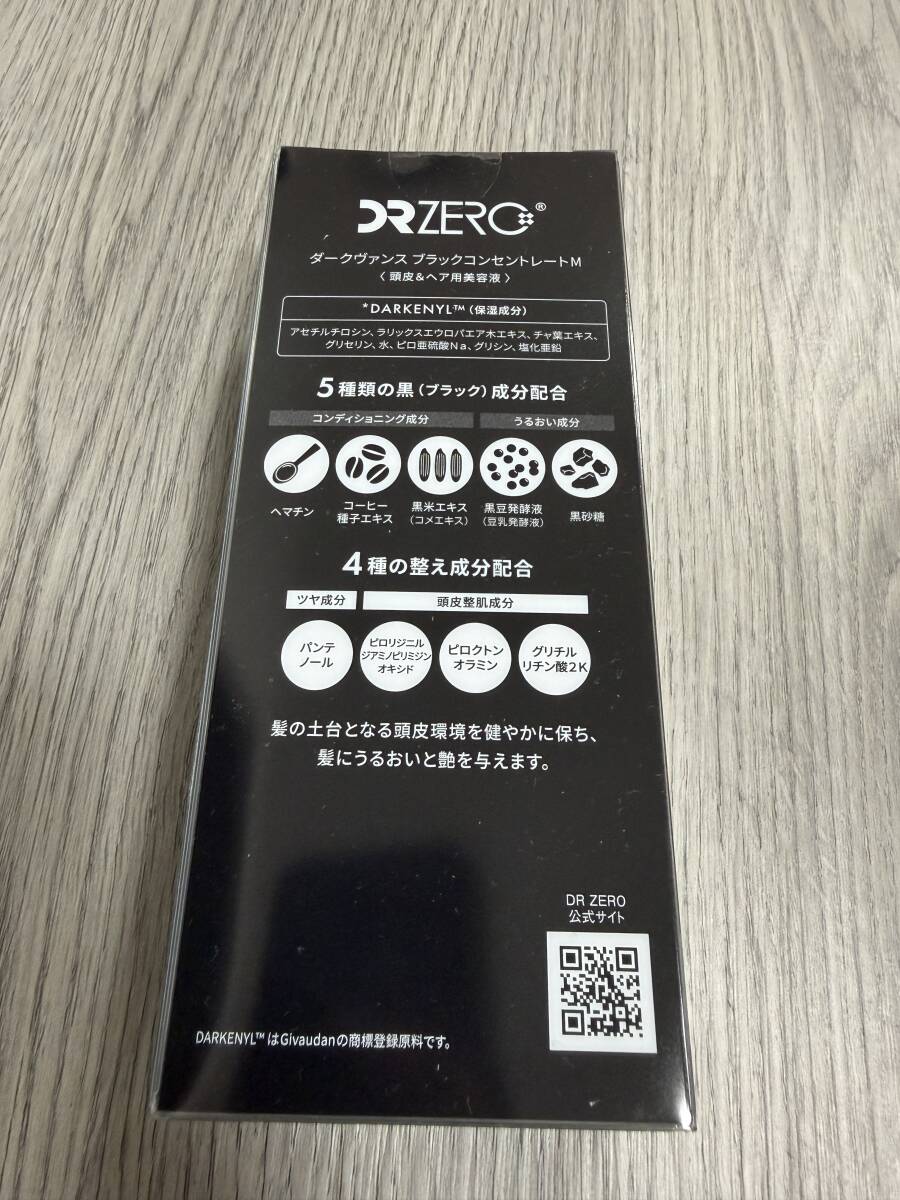 DRZERO®
ダークヴァンス ブラックコンセントレートM
〈 頭皮&ヘア用美容液 〉
*DARKENYL™(保湿成分)
アセチルチロシン、ラリックスエウロパエア木エキス、チャ葉エキス、
グリセリン、水、ピロ亜硫酸Na、グリシン、塩化亜鉛
5種類の黒(ブラック)成分配合
コンディショニング成分 うるおい成分
ヘマチン
コーヒー
種子エキス
黒米エキス
(コメエキス)
黒豆発酵液
(豆乳発酵液)
黒砂糖
4種の整え成分配合
ツヤ成分 頭皮整肌成分
パンテ
ノール
ピロリジニル
ジアミノピリミジン
オキシド
ピロクトン
オラミン
グリチル
リチン酸2K
髪の土台となる頭皮環境を健やかに保ち、
髪にうるおいと艶を与えます。
DR ZERO
公式サイト
DARKENYL™はGivaudanの商標登録原料です。